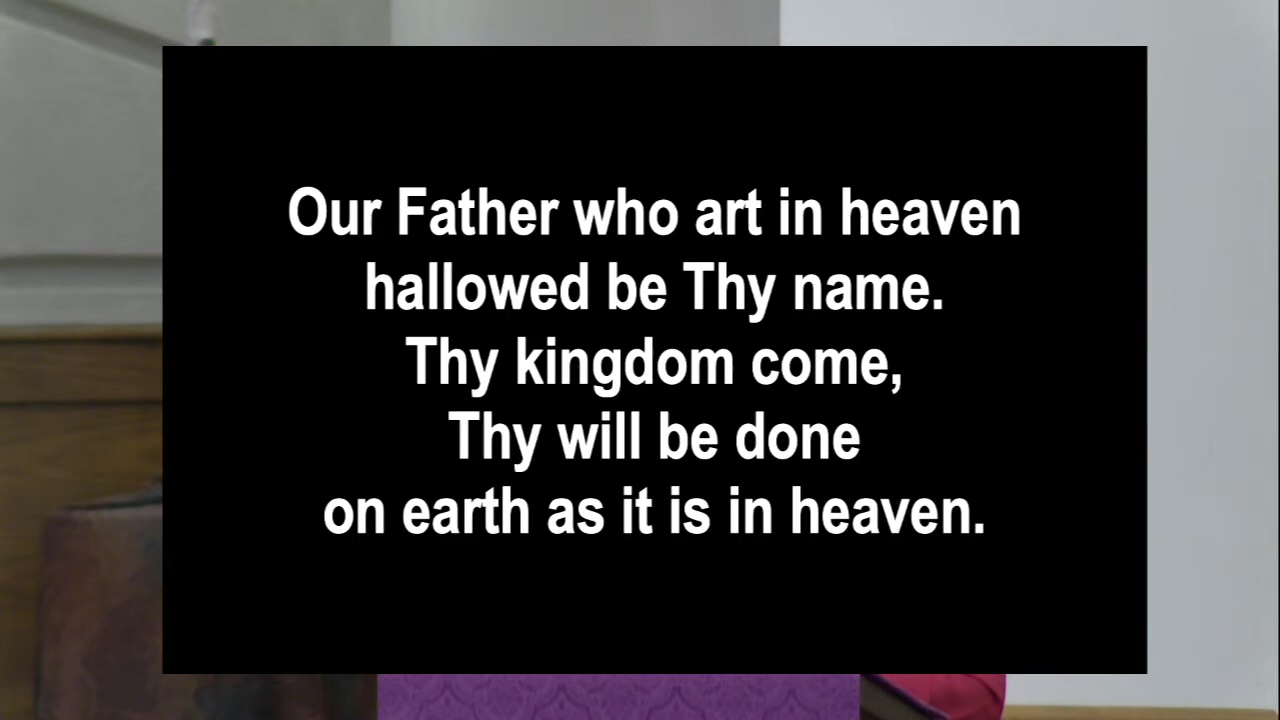 Our Father who art in heaven
hallowed be Thy name.
Thy kingdom come,
Thy will be done
on earth as it is in heaven.